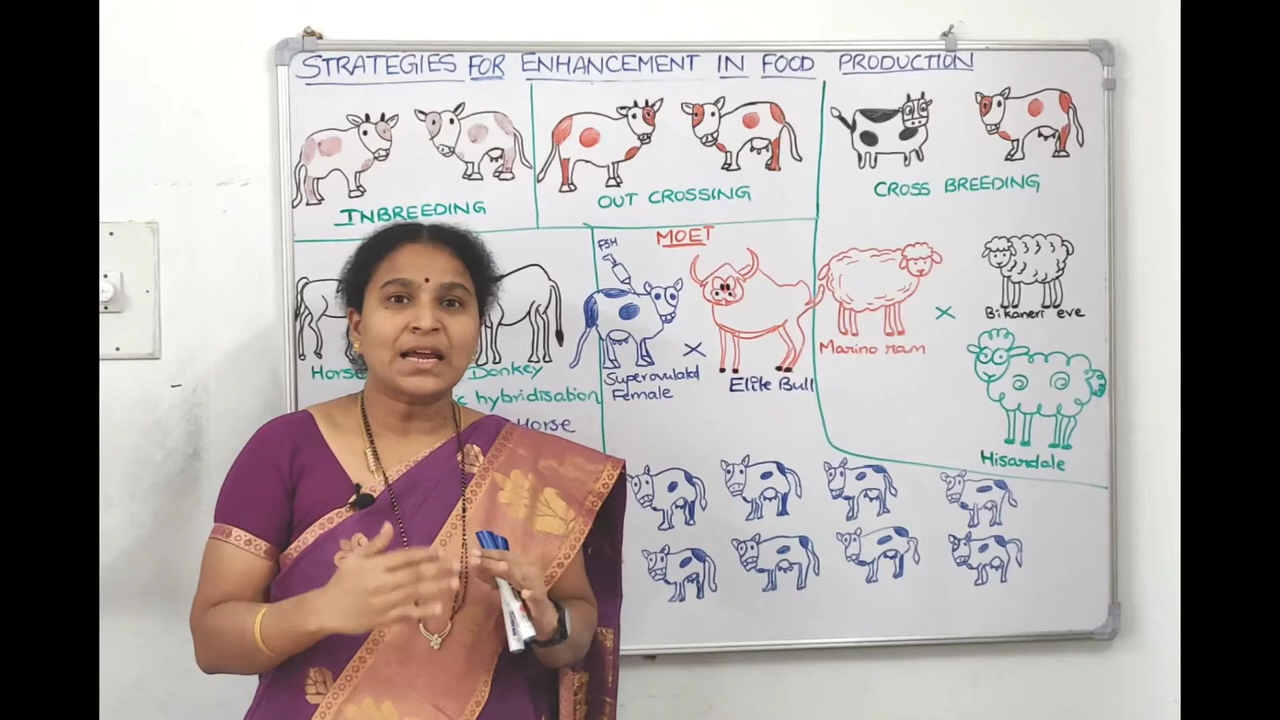 STRATEGIES FOR ENHANCEMENT IN FOOD PRODUCTION
INBREEDING
OUT CROSSING
CROSS BREEDING
Horse
Donkey
hybridisation
Horse
MOET
FSH
X
Superovulated
Female
Elite Bull
Marino ram
X
Bikaneri eve
Hisardale